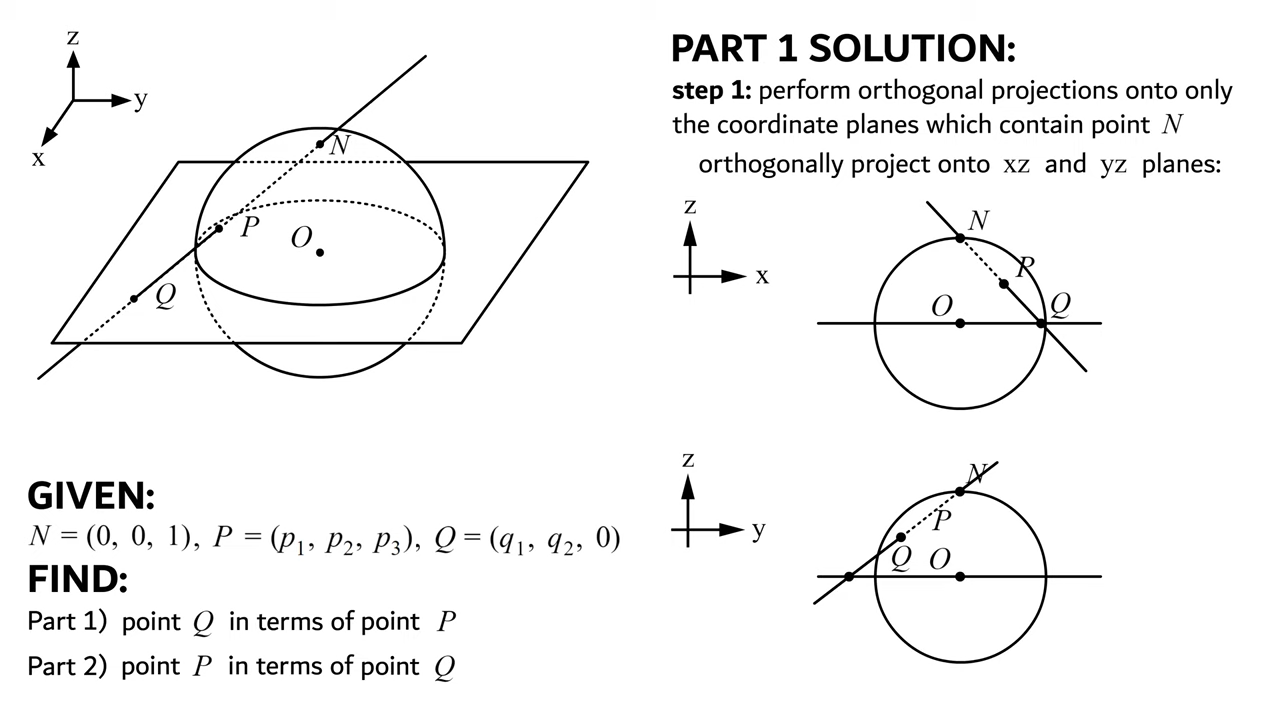 z
y
x
N
P
O
Q
GIVEN:
N = (0, 0, 1), P = (p₁, p₂, p₃), Q = (q₁, q₂, 0)
FIND:
Part 1) point Q in terms of point P
Part 2) point P in terms of point Q
PART 1 SOLUTION:
step 1: perform orthogonal projections onto only
the coordinate planes which contain point N
orthogonally project onto xz and yz planes:
z
x
N
P
O
Q
z
y
N
P
Q O